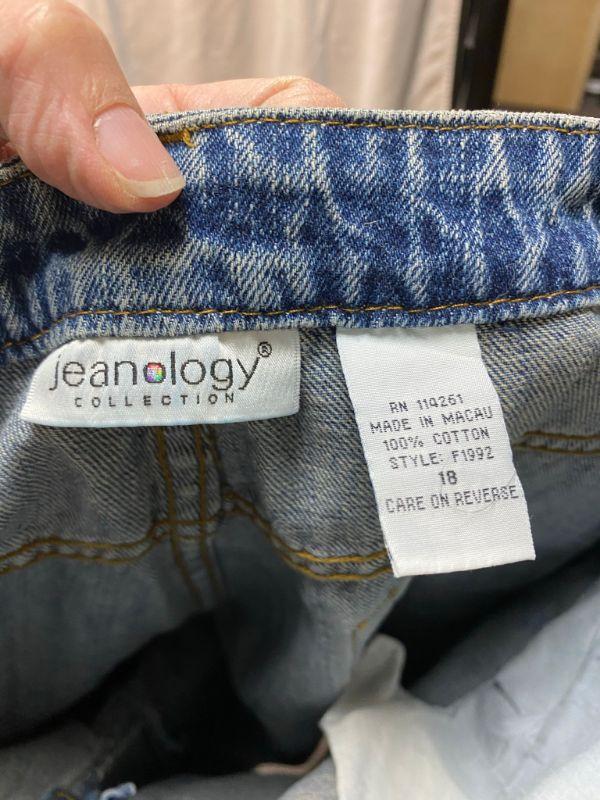 jeanology®
COLLECTION
RN 114261
MADE IN MACAU
100% COTTON
STYLE: F1992
18
CARE ON REVERSE